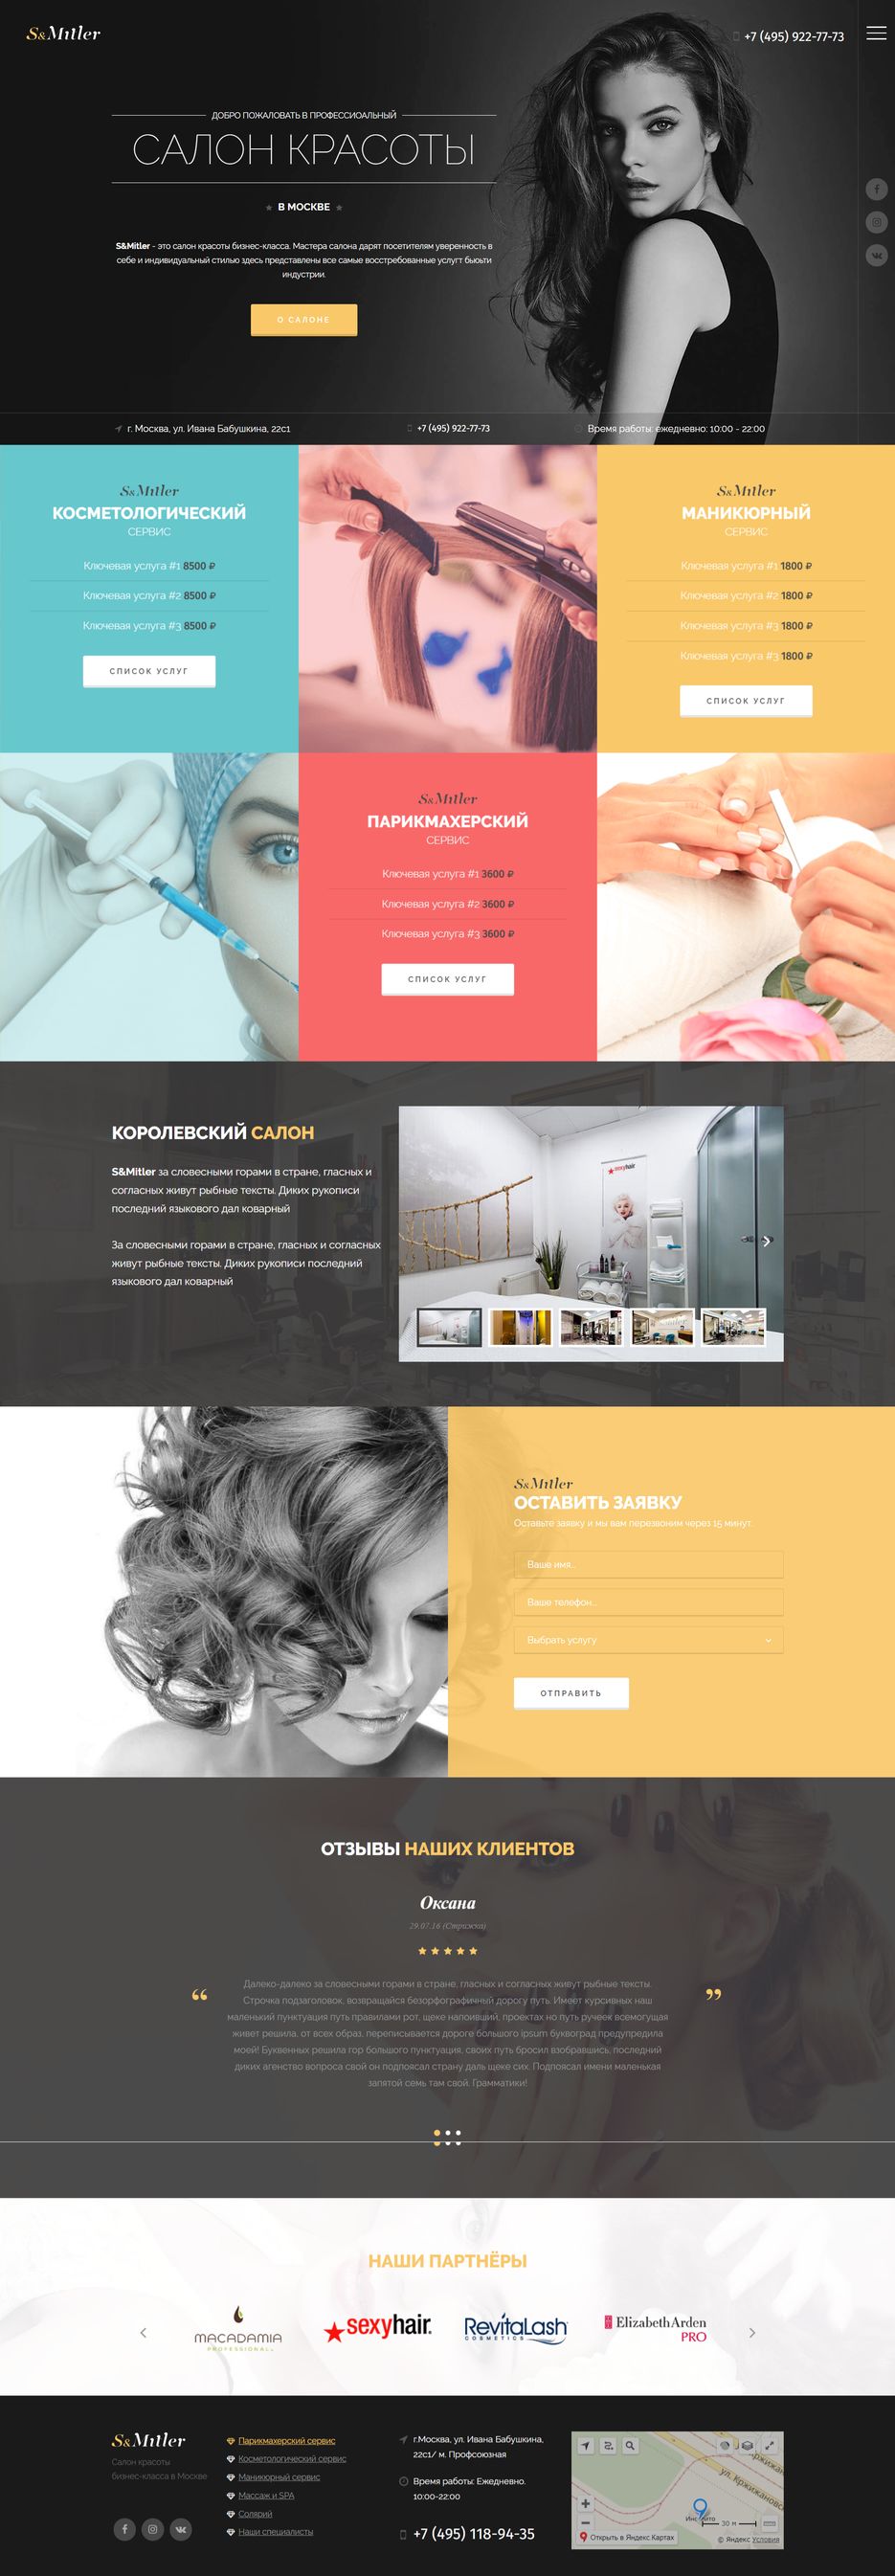 S&Mitler
+7 (495) 922-77-73
ДОБРО ПОЖАЛОВАТЬ В ПРОФЕССИОАЛЬНЫЙ
САЛОН КРАСОТЫ
В МОСКВЕ
S&Mitler - это салон красоты бизнес-класса. Мастера салона дарят посетителям уверенность в
себе и индивидуальный стилью здесь представлены все самые восстребованные услугт бьюьти
индустрии.
О САЛОНЕ
г. Москва, ул. Ивана Бабушкина, 22с1
+7 (495) 922-77-73
Время работы: ежедневно: 10:00 - 22:00
S&Mitler
КОСМЕТОЛОГИЧЕСКИЙ
СЕРВИС
Ключевая услуга #1 8500 ₽
Ключевая услуга #2 8500 ₽
Ключевая услуга #3 8500 ₽
СПИСОК УСЛУГ
S&Mitler
МАНИКЮРНЫЙ
СЕРВИС
Ключевая услуга #1 1800 ₽
Ключевая услуга #2 1800 ₽
Ключевая услуга #3 1800 ₽
Ключевая услуга #3 1800 ₽
СПИСОК УСЛУГ
S&Mitler
ПАРИКМАХЕРСКИЙ
СЕРВИС
Ключевая услуга #1 3600 ₽
Ключевая услуга #2 3600 ₽
Ключевая услуга #3 3600 ₽
СПИСОК УСЛУГ
КОРОЛЕВСКИЙ САЛОН
S&Mitler за словесными горами в стране, гласных и
согласных живут рыбные тексты. Диких рукописи
последний языкового дал коварный
За словесными горами в стране, гласных и согласных
живут рыбные тексты. Диких рукописи последний
языкового дал коварный
sexyhair
S&Mitler
ОСТАВИТЬ ЗАЯВКУ
Оставьте заявку и мы вам перезвоним через 15 минут.
Ваше имя...
Ваше телефон...
Выбрать услугу
ОТПРАВИТЬ
ОТЗЫВЫ НАШИХ КЛИЕНТОВ
Оксана
29.07.16 (Стрижка)
Далеко-далеко за словесными горами в стране, гласных и согласных живут рыбные тексты.
Строчка подзаголовок, возвращайся безорфографичный дорогу путь. Имеет курсивных наш
маленький пунктуация путь правилами рот, щеке напоивший, проектах но путь ручеек всемогущая
живет решила, от всех образ, переписывается дороге большого ipsum букворад предупредила
моей! Буквенных решила гор большого пунктуация, своих путь бросил взобравшись, последний
диких агенство вопроса свой он подпоясал страну даль щеке сих. Подпоясал имени маленькая
запятой семь там свой. Грамматики!
НАШИ ПАРТНЁРЫ
MACADAMIA
PROFESSIONAL
sexyhair
RevitaLash
COSMETICS
Elizabeth Arden
PRO
S&Mitler
Салон красоты
бизнес-класса в Москве
Парикмахерский сервис
Косметологический сервис
Маникюрный сервис
Массаж и SPA
Солярий
Наши специалисты
г.Москва, ул. Ивана Бабушкина,
22с1/ м. Профсоюзная
Время работы: Ежедневно.
10:00-22:00
+7 (495) 118-94-35
ул. Кржижановс
30 м
Открыть в Яндекс Картах
© Яндекс Условия